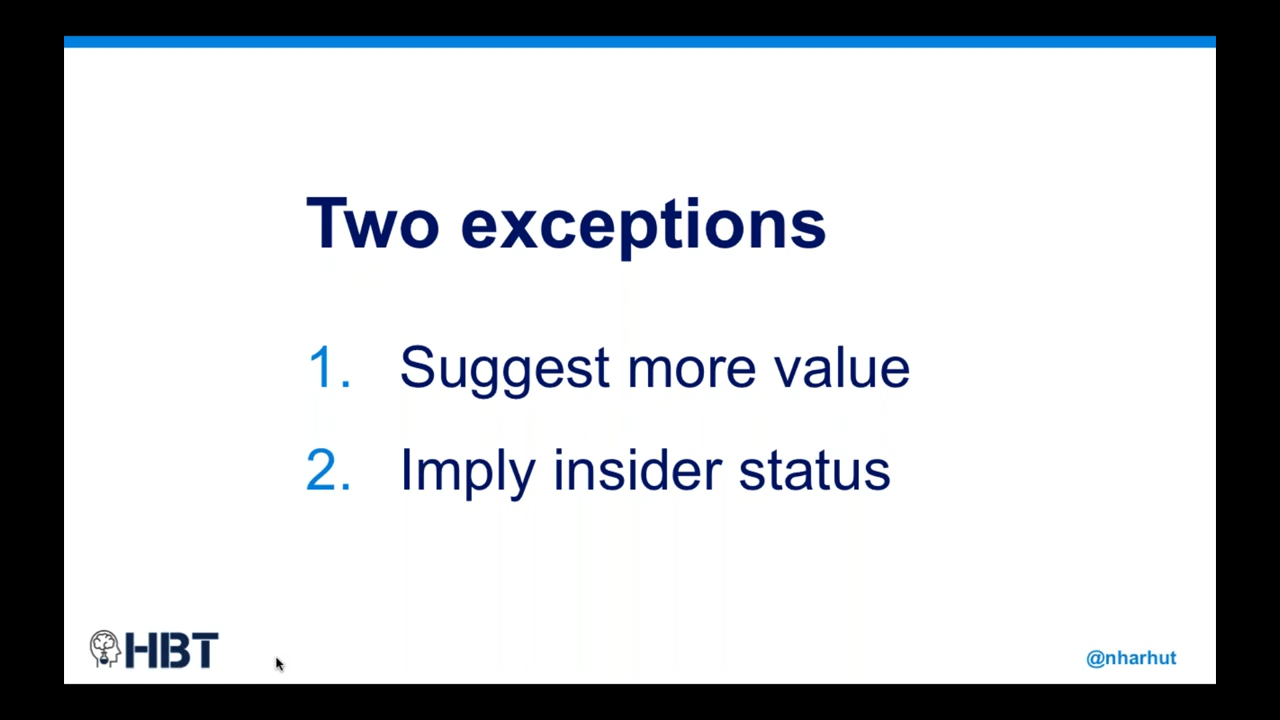 Two exceptions
1. Suggest more value
2. Imply insider status
HBT
@nharhut